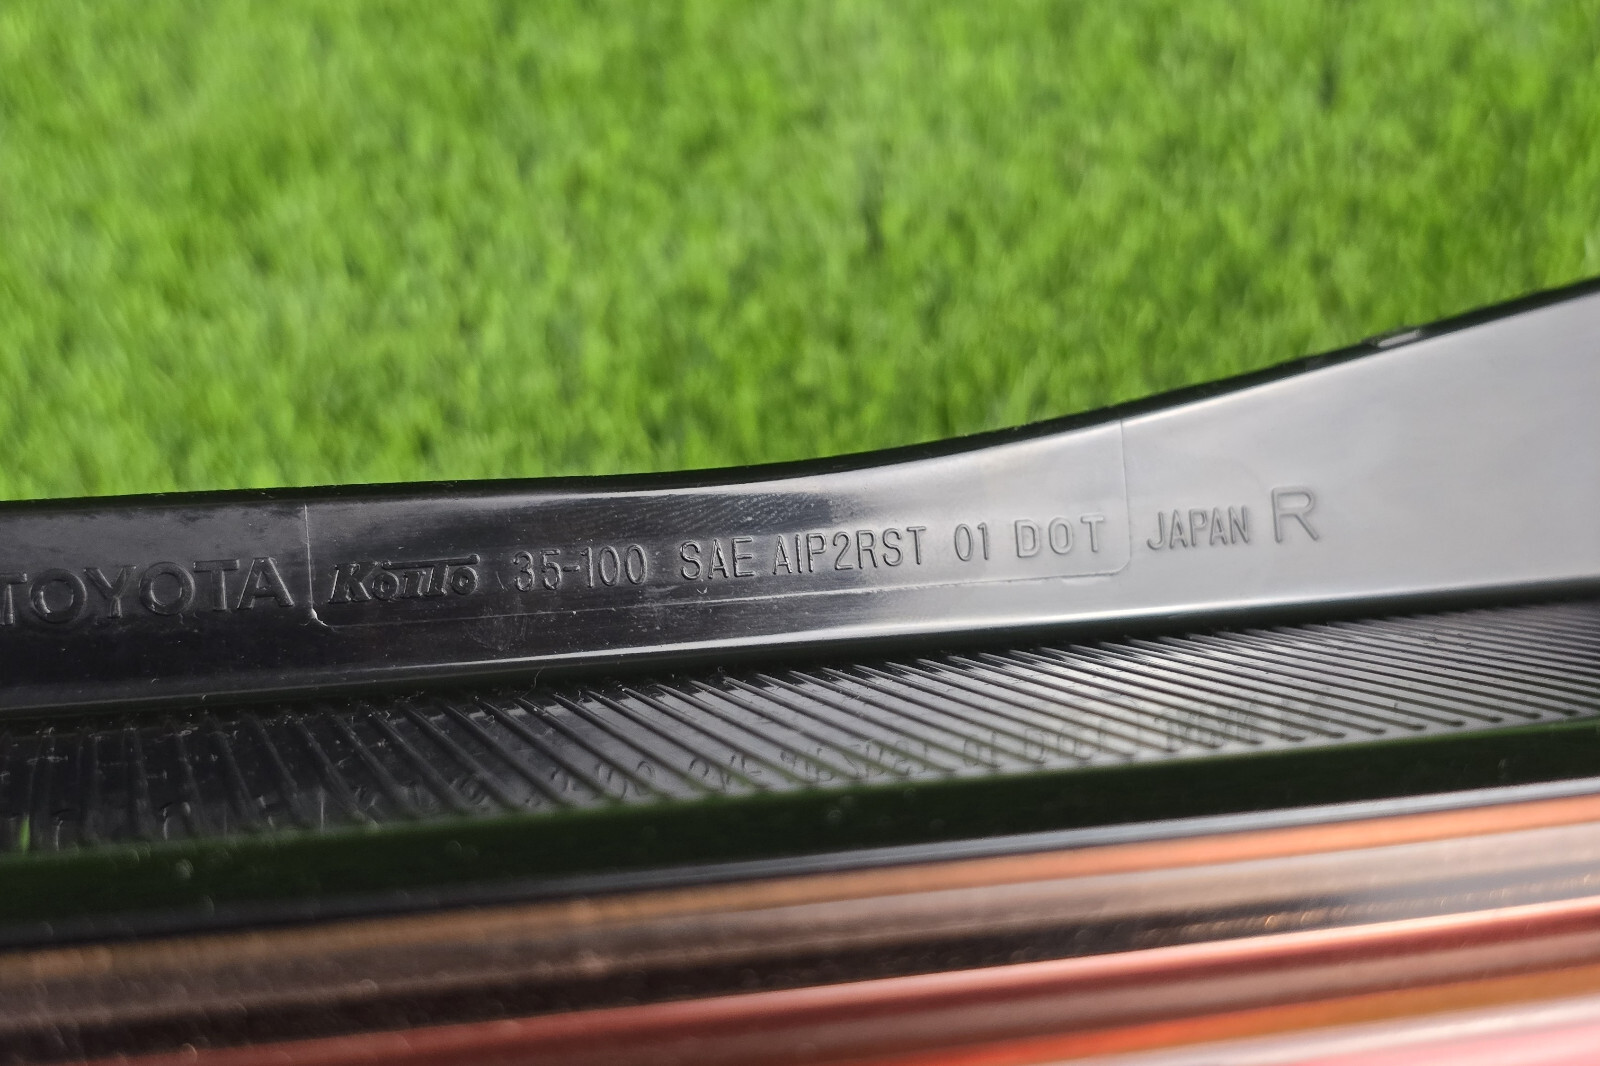 TOYOTA Koito 35-100 SAE AIP2RST 01 DOT JAPAN R